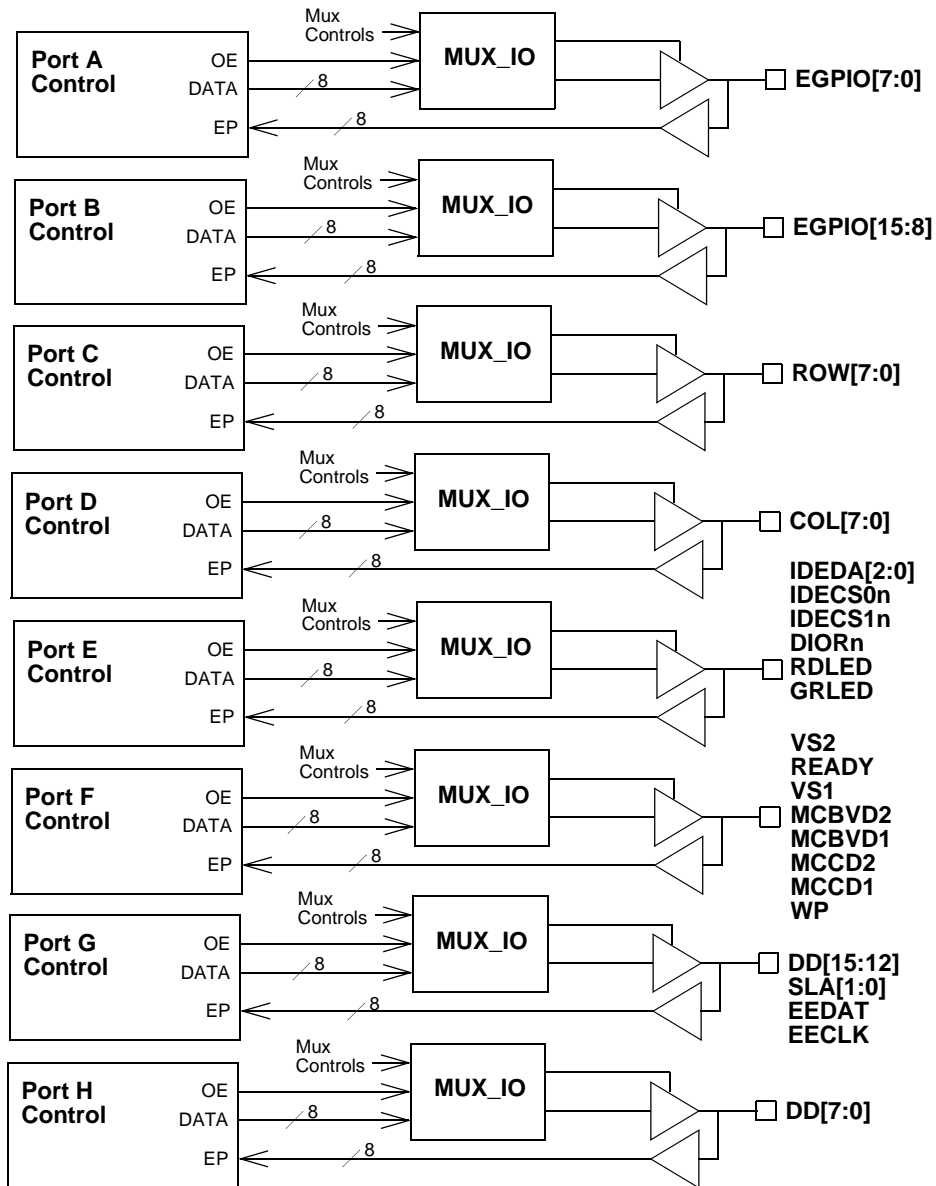 Mux
Controls
Port A
Control
OE
DATA
EP
8
8
MUX_IO
EGPIO[7:0]
Mux
Controls
Port B
Control
OE
DATA
EP
8
8
MUX_IO
EGPIO[15:8]
Mux
Controls
Port C
Control
OE
DATA
EP
8
8
MUX_IO
ROW[7:0]
Mux
Controls
Port D
Control
OE
DATA
EP
8
8
MUX_IO
COL[7:0]
Mux
Controls
Port E
Control
OE
DATA
EP
8
8
MUX_IO
IDEDA[2:0]
IDECS0n
IDECS1n
DIORn
RDLED
GRLED
Mux
Controls
Port F
Control
OE
DATA
EP
8
8
MUX_IO
VS2
READY
VS1
MCBVD2
MCBVD1
MCCD2
MCCD1
WP
Mux
Controls
Port G
Control
OE
DATA
EP
8
8
MUX_IO
DD[15:12]
SLA[1:0]
EEDAT
EECLK
Mux
Controls
Port H
Control
OE
DATA
EP
8
8
MUX_IO
DD[7:0]